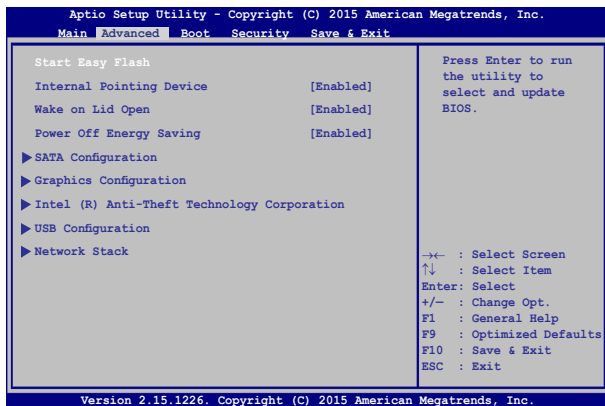 Aptio Setup Utility - Copyright (C) 2015 American Megatrends, Inc.
Main Advanced Boot Security Save & Exit
Start Easy Flash
Internal Pointing Device [Enabled]
Wake on Lid Open [Enabled]
Power Off Energy Saving [Enabled]
SATA Configuration
Graphics Configuration
Intel (R) Anti-Theft Technology Corporation
USB Configuration
Network Stack
Press Enter to run
the utility to
select and update
BIOS.
→← : Select Screen
↑↓ : Select Item
Enter: Select
+/— : Change Opt.
F1 : General Help
F9 : Optimized Defaults
F10 : Save & Exit
ESC : Exit
Version 2.15.1226. Copyright (C) 2015 American Megatrends, Inc.